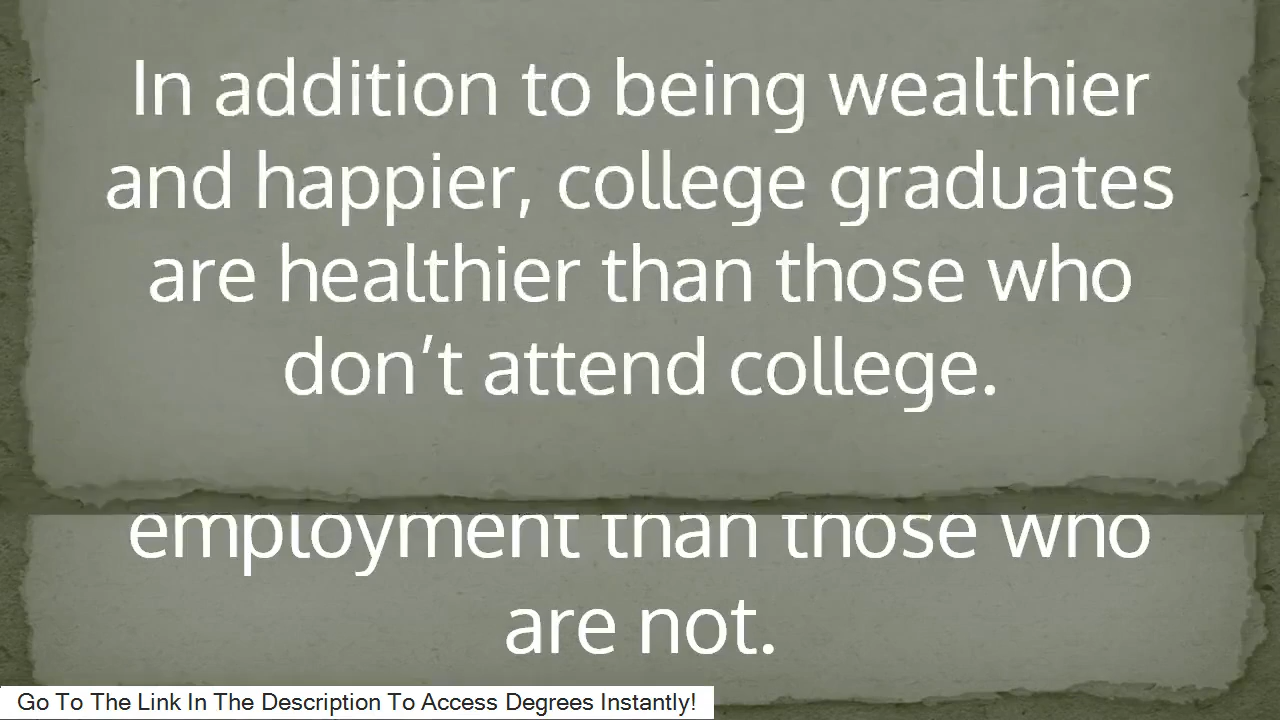 In addition to being wealthier
and happier, college graduates
are healthier than those who
don’t attend college.
employment than those who
are not.
Go To The Link In The Description To Access Degrees Instantly!